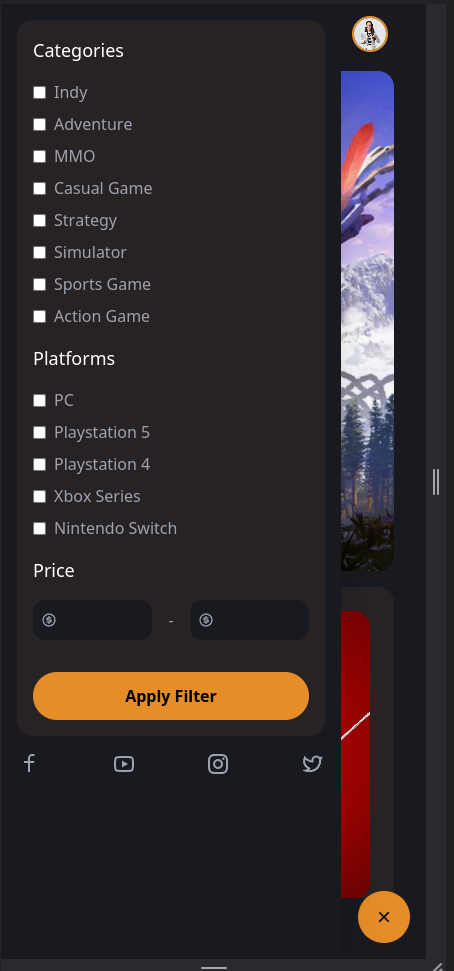 Categories
Indy
Adventure
MMO
Casual Game
Strategy
Simulator
Sports Game
Action Game
Platforms
PC
Playstation 5
Playstation 4
Xbox Series
Nintendo Switch
Price
-
Apply Filter